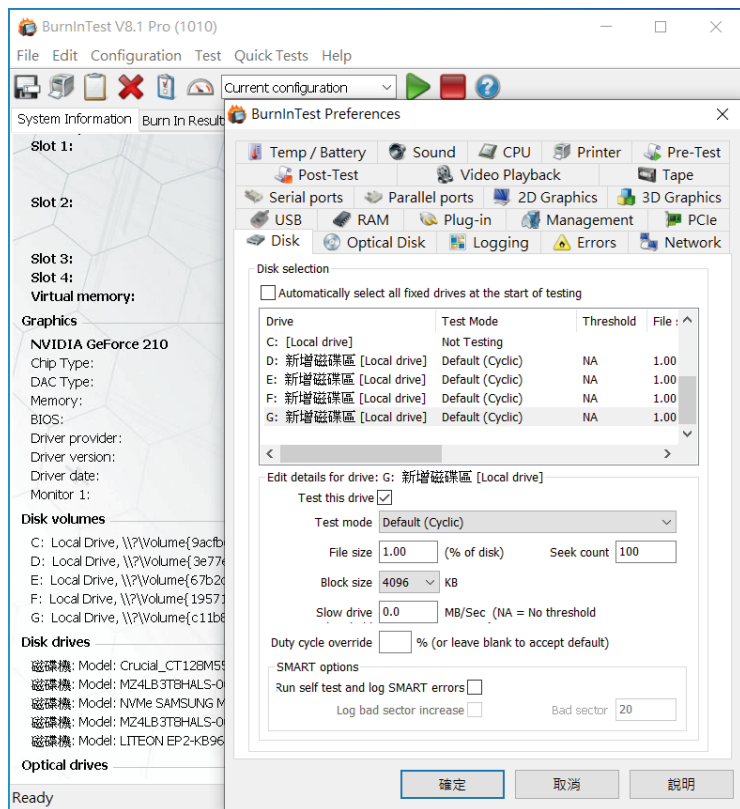 BurnInTest V8.1 Pro (1010)
File Edit Configuration Test Quick Tests Help
Current configuration
System Information Burn In Result
Slot 1:
Slot 2:
Slot 3:
Slot 4:
Virtual memory:
Graphics
NVIDIA GeForce 210
Chip Type:
DAC Type:
Memory:
BIOS:
Driver provider:
Driver version:
Driver date:
Monitor 1:
Disk volumes
C: Local Drive, \\?\Volume{9acfb
D: Local Drive, \\?\Volume{3e77e
E: Local Drive, \\?\Volume{67b2c
F: Local Drive, \\?\Volume{19571
G: Local Drive, \\?\Volume{c11b8
Disk drives
磁碟機: Model: Crucial_CT128M55
磁碟機: Model: MZ4LB3T8HALS-0
磁碟機: Model: NVMe SAMSUNG M
磁碟機: Model: MZ4LB3T8HALS-0
磁碟機: Model: LITEON EP2-KB96
Optical drives
Ready
BurnInTest Preferences
Temp / Battery Sound CPU Printer Pre-Test
Post-Test Video Playback Tape
Serial ports Parallel ports 2D Graphics 3D Graphics
USB RAM Plug-in Management PCIe
Disk Optical Disk Logging Errors Network
Disk selection
Automatically select all fixed drives at the start of testing
Drive Test Mode Threshold File
C: [Local drive] Not Testing
D: 新增磁碟區 [Local drive] Default (Cyclic) NA 1.00
E: 新增磁碟區 [Local drive] Default (Cyclic) NA 1.00
F: 新增磁碟區 [Local drive] Default (Cyclic) NA 1.00
G: 新增磁碟區 [Local drive] Default (Cyclic) NA 1.00
Edit details for drive: G: 新增磁碟區 [Local drive]
Test this drive
Test mode Default (Cyclic)
File size 1.00 (% of disk) Seek count 100
Block size 4096 KB
Slow drive 0.0 MB/Sec (NA = No threshold
Duty cycle override % (or leave blank to accept default)
SMART options
Run self test and log SMART errors
Log bad sector increase Bad sector 20
確定 取消 說明